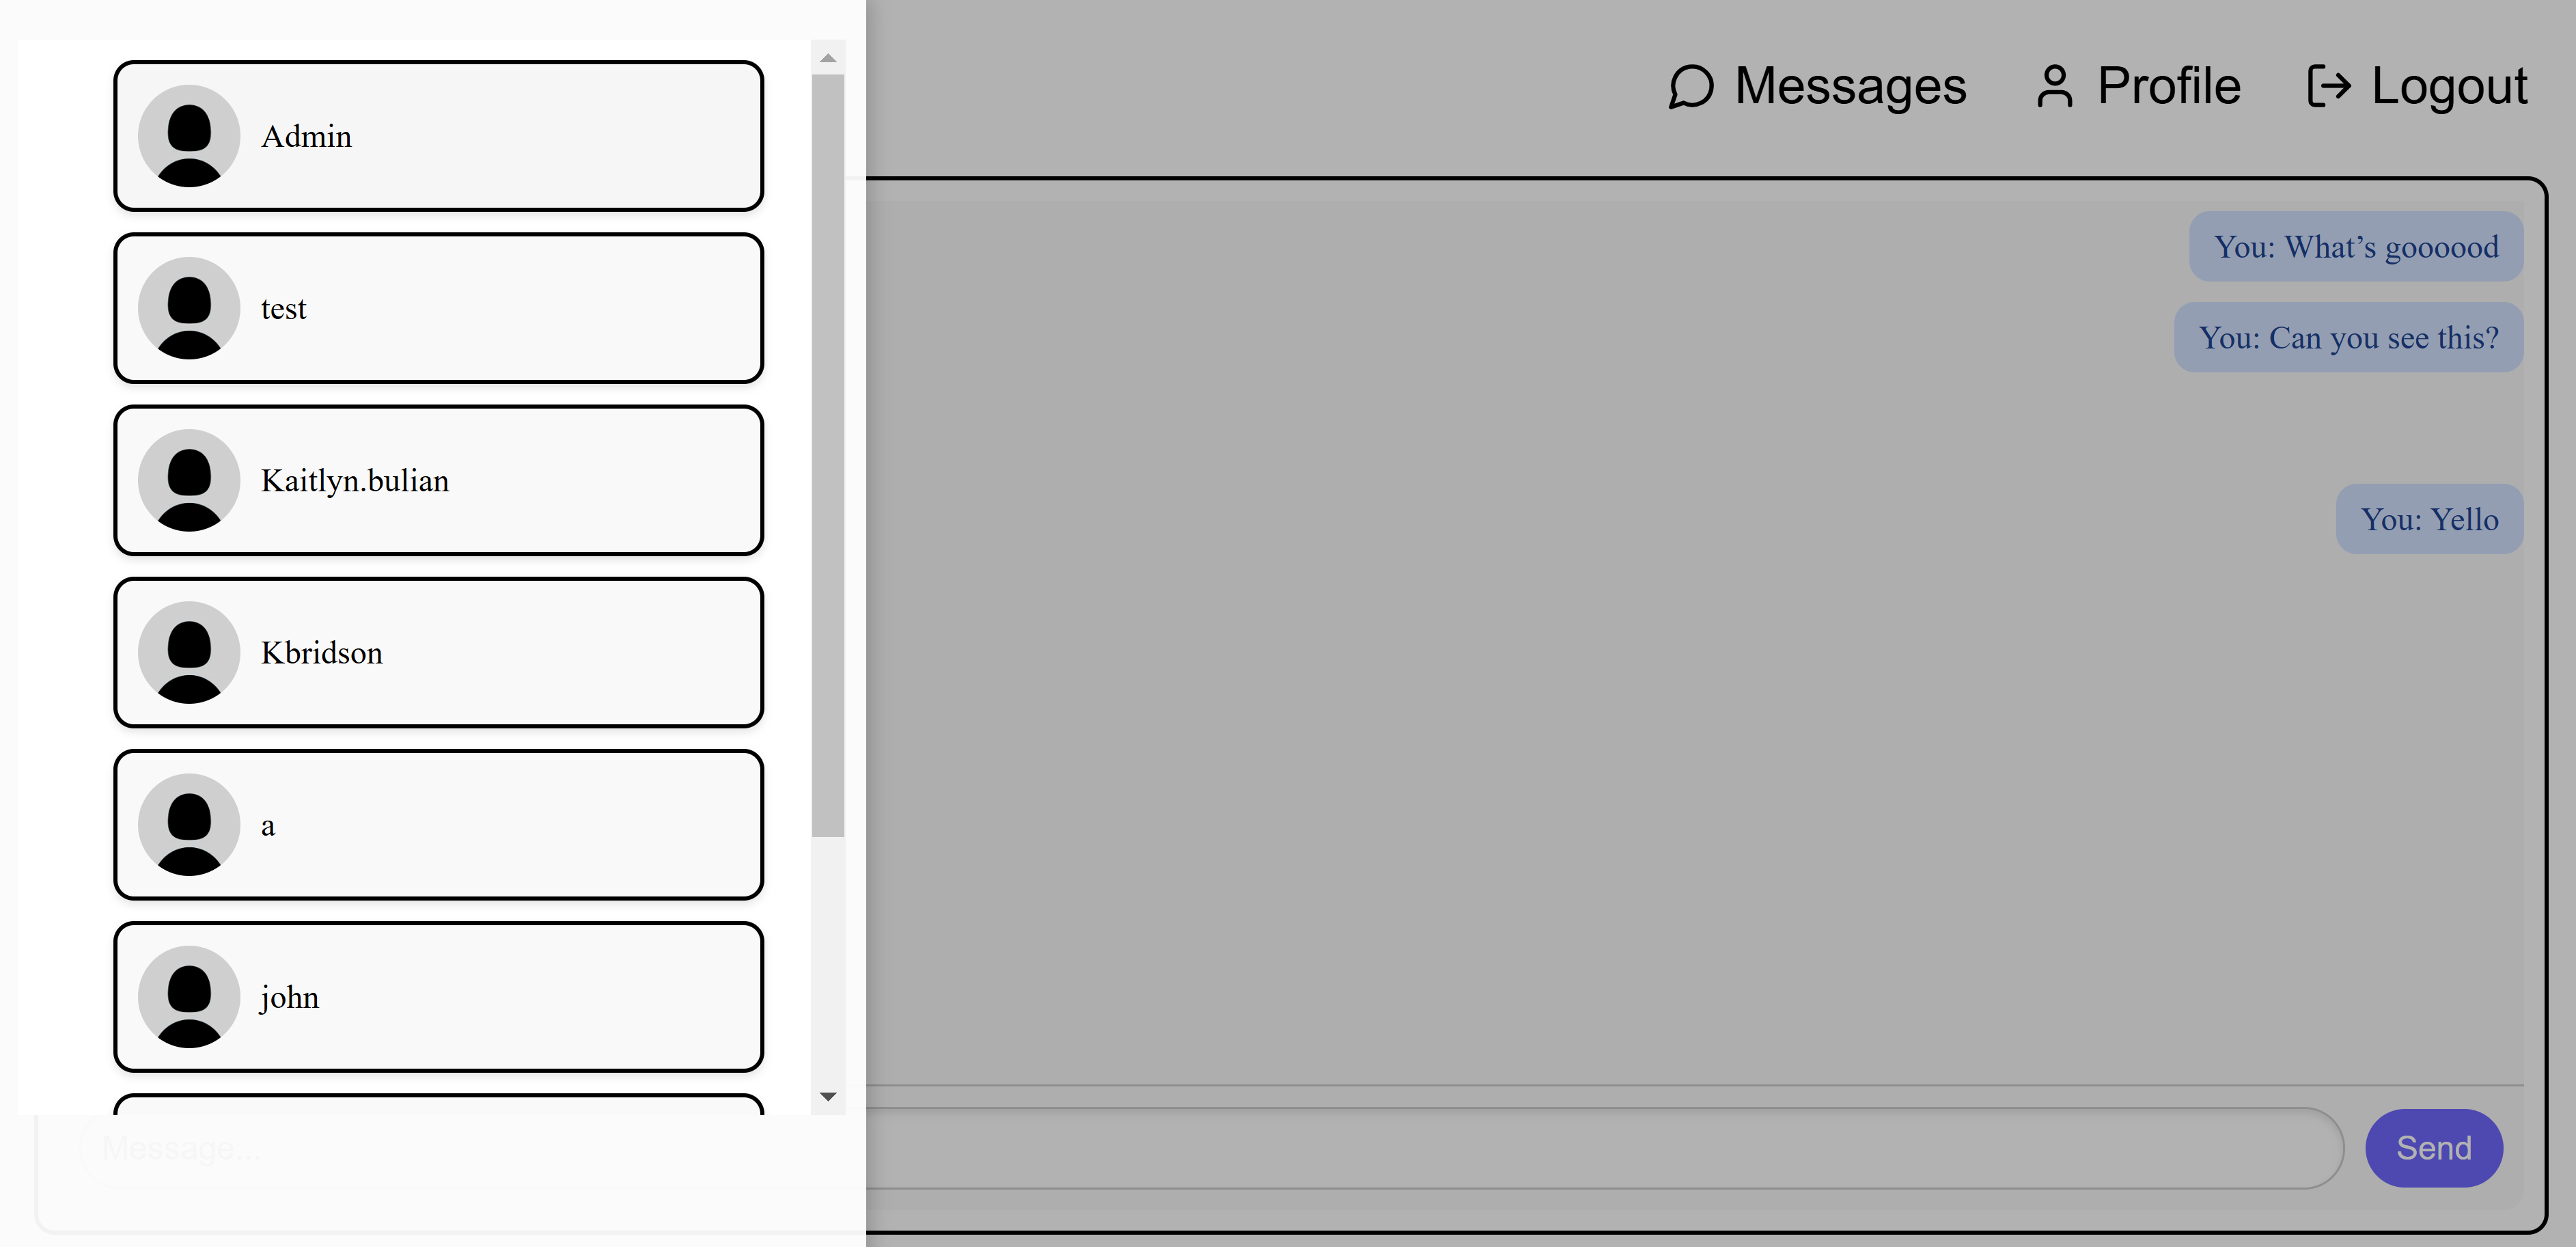 Admin
test
Kaitlyn.bulian
Kbridson
a
john
Message...
Messages
Profile
Logout
You: What’s goooood
You: Can you see this?
You: Yello
Send